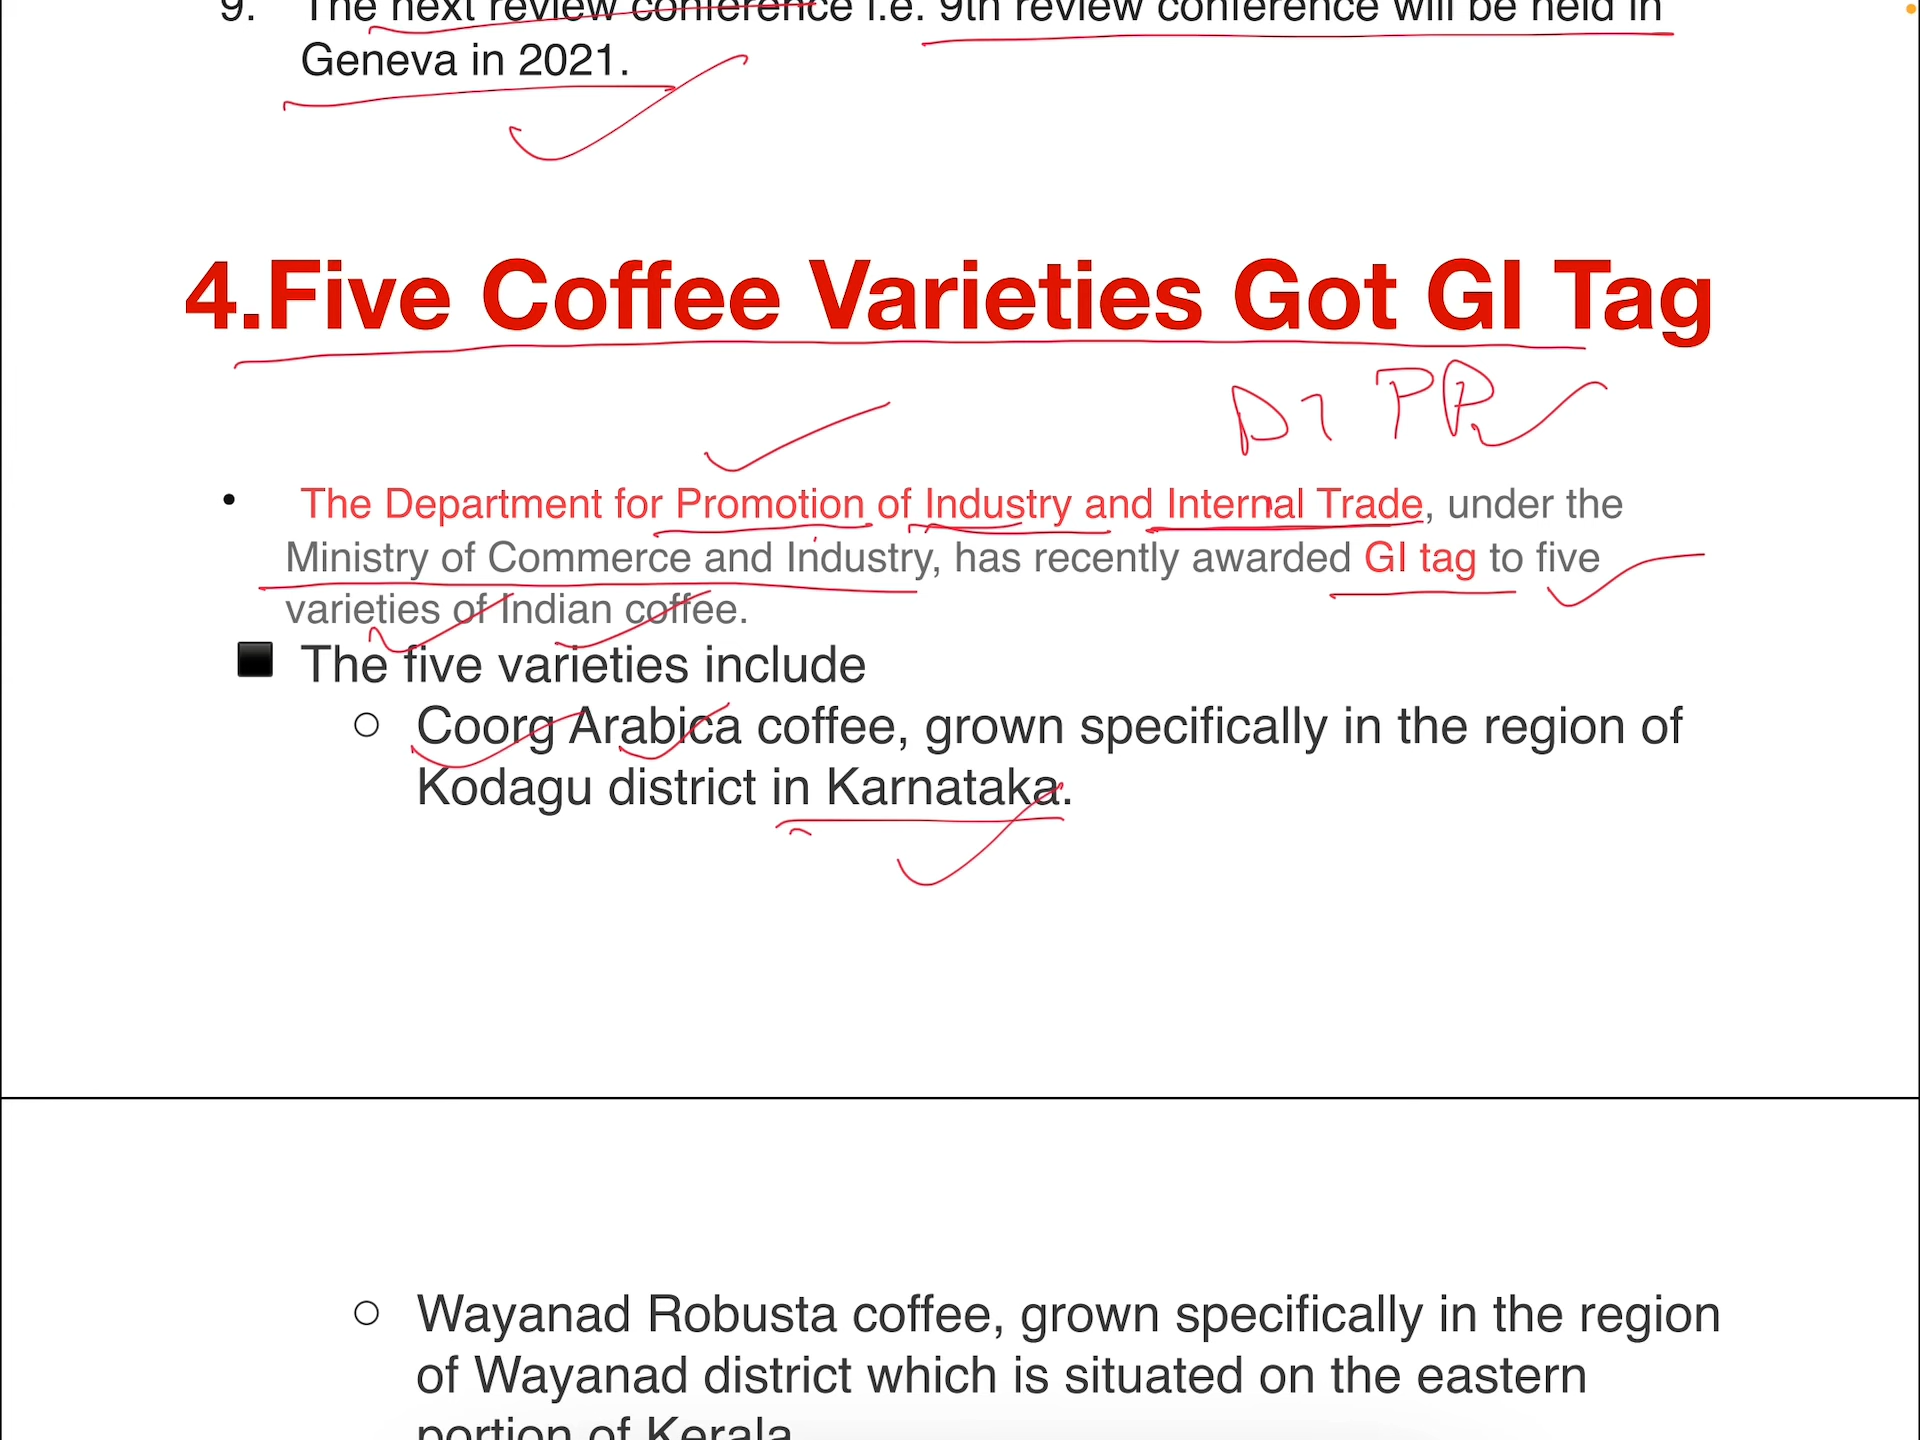 9. The next review conference i.e. 9th review conference will be held in
Geneva in 2021.
4.Five Coffee Varieties Got GI Tag
• The Department for Promotion of Industry and Internal Trade, under the
Ministry of Commerce and Industry, has recently awarded GI tag to five
varieties of Indian coffee.
■ The five varieties include
○ Coorg Arabica coffee, grown specifically in the region of
Kodagu district in Karnataka.
○ Wayanad Robusta coffee, grown specifically in the region
of Wayanad district which is situated on the eastern
portion of Kerala